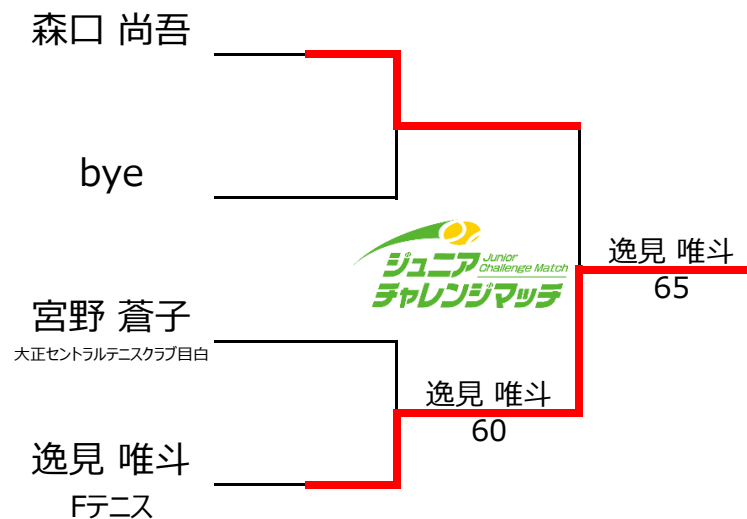 森口 尚吾
bye
ジュニア Junior Challenge Match
チャレンジマッチ
逸見 唯斗
65
宮野 蒼子
大正セントラルテニスクラブ目白
逸見 唯斗
60
逸見 唯斗
Fテニス